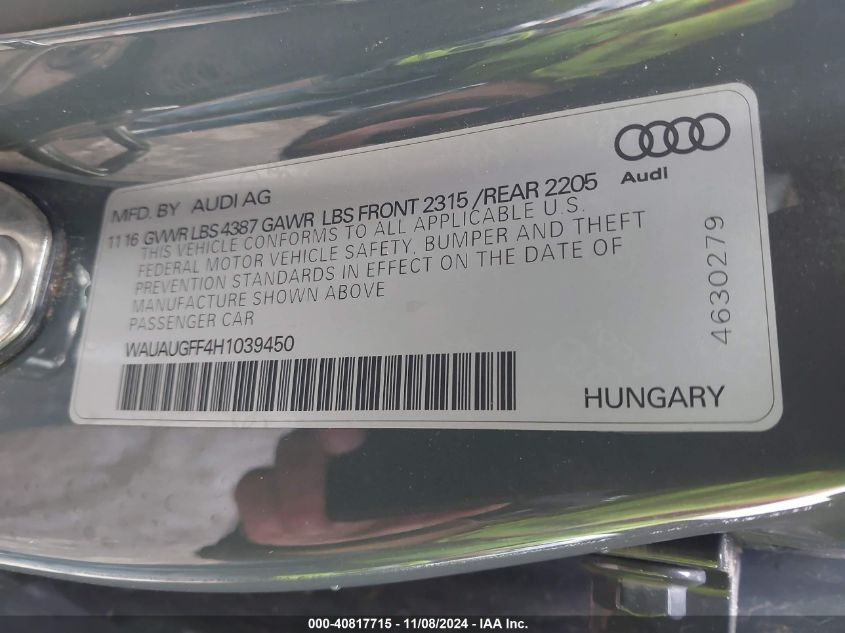 MFD. BY AUDI AG
11 16 GVWR LBS 4387 GAWR LBS FRONT 2315 /REAR 2205
THIS VEHICLE CONFORMS TO ALL APPLICABLE U.S.
FEDERAL MOTOR VEHICLE SAFETY, BUMPER AND THEFT
PREVENTION STANDARDS IN EFFECT ON THE DATE OF
MANUFACTURE SHOWN ABOVE
PASSENGER CAR
WAUAUGFF4H1039450
HUNGARY
Audi
4630279
000-40817715 - 11/08/2024 - IAA Inc.